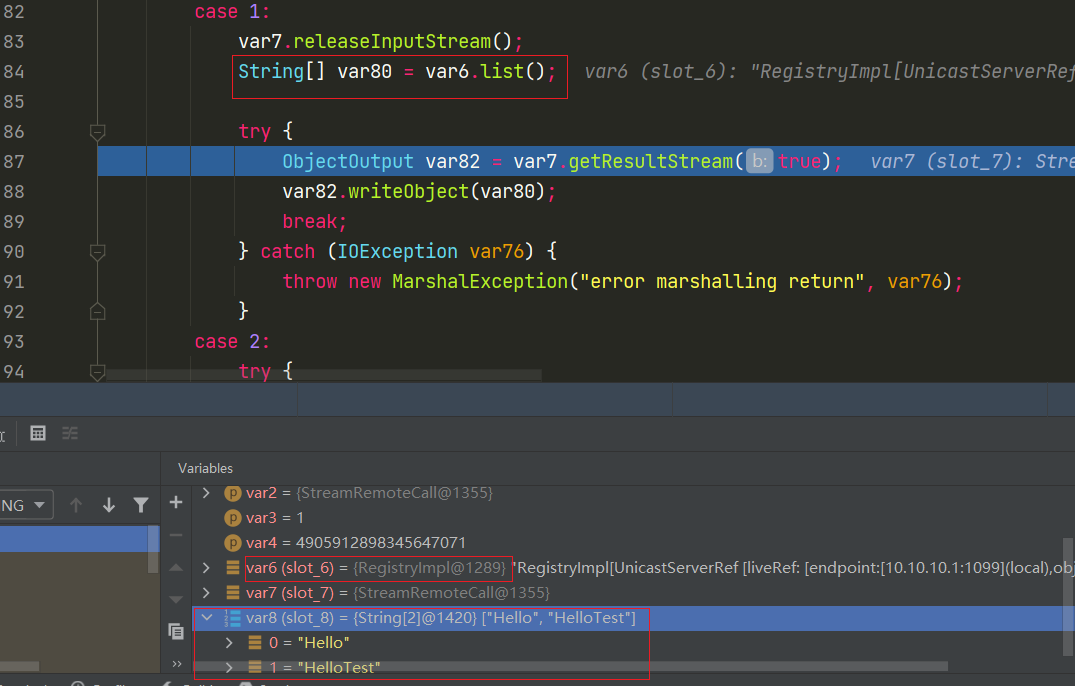 82 case 1:
83 var7.releaseInputStream();
84 String[] var80 = var6.list(); var6 (slot_6): "RegistryImpl[UnicastServerRef
85
86 try {
87 ObjectOutput var82 = var7.getResultStream( b: true); var7 (slot_7): Stre
88 var82.writeObject(var80);
89 break;
90 } catch (IOException var76) {
91 throw new MarshalException("error marshalling return", var76);
92 }
93 case 2:
94 try {
Variables
NG
var2 = {StreamRemoteCall@1355}
var3 = 1
var4 = 4905912898345647071
var6 (slot_6) = {RegistryImpl@1289} "RegistryImpl[UnicastServerRef [liveRef: [endpoint:[10.10.10.1:1099](local),obj
var7 (slot_7) = {StreamRemoteCall@1355}
var8 (slot_8) = {String[2]@1420} ["Hello", "HelloTest"]
0 = "Hello"
1 = "HelloTest"